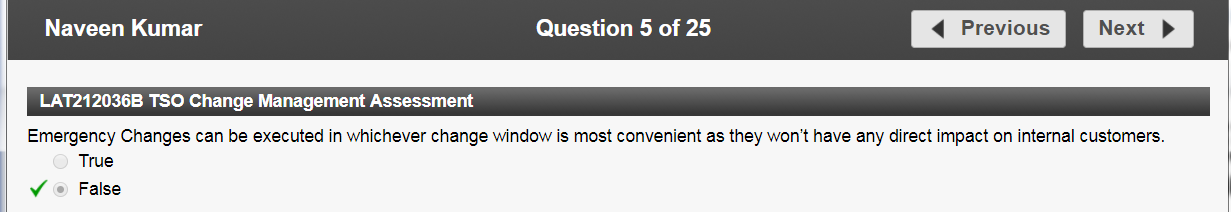 Naveen Kumar
Question 5 of 25
Previous
Next
LAT212036B TSO Change Management Assessment
Emergency Changes can be executed in whichever change window is most convenient as they won't have any direct impact on internal customers.
True
False